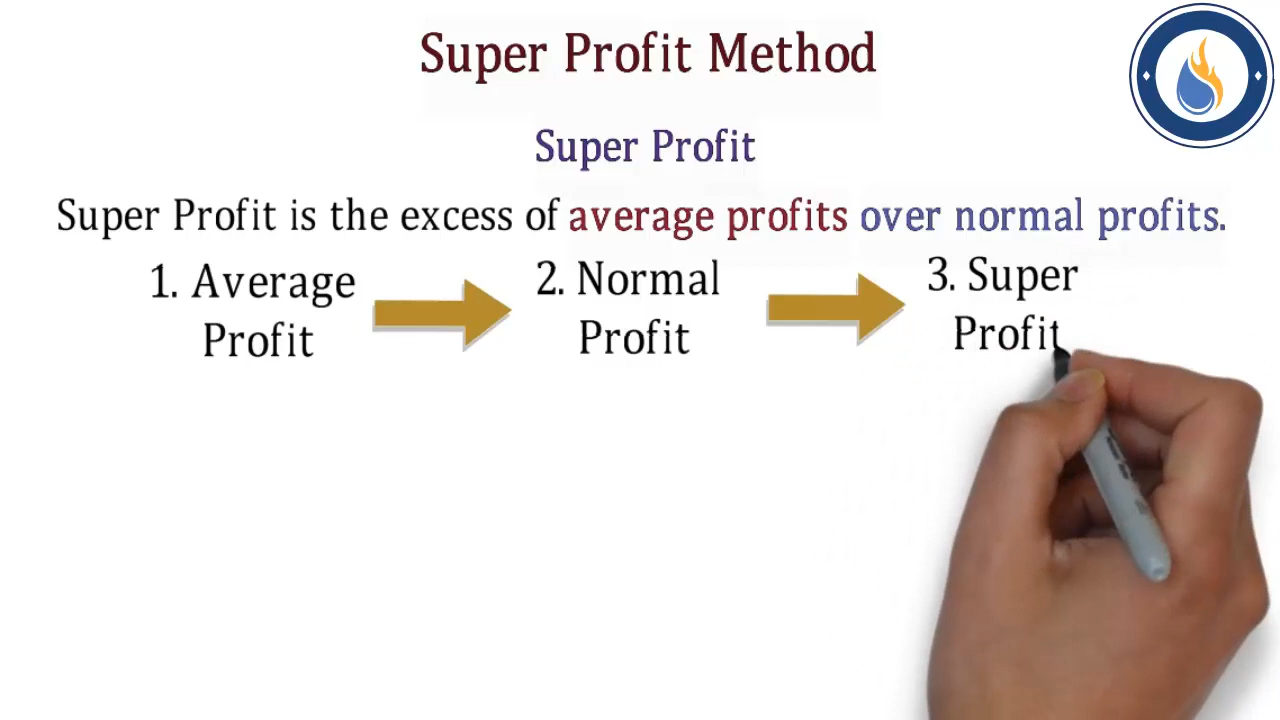 Super Profit Method
Super Profit
Super Profit is the excess of average profits over normal profits.
1. Average
Profit
2. Normal
Profit
3. Super
Profit